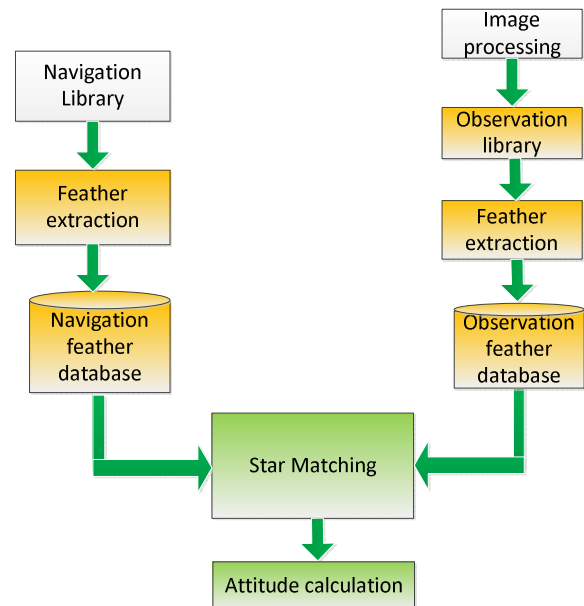 Navigation
Library
Feather
extraction
Navigation
feather
database
Image
processing
Observation
library
Feather
extraction
Observation
feather
database
Star Matching
Attitude calculation